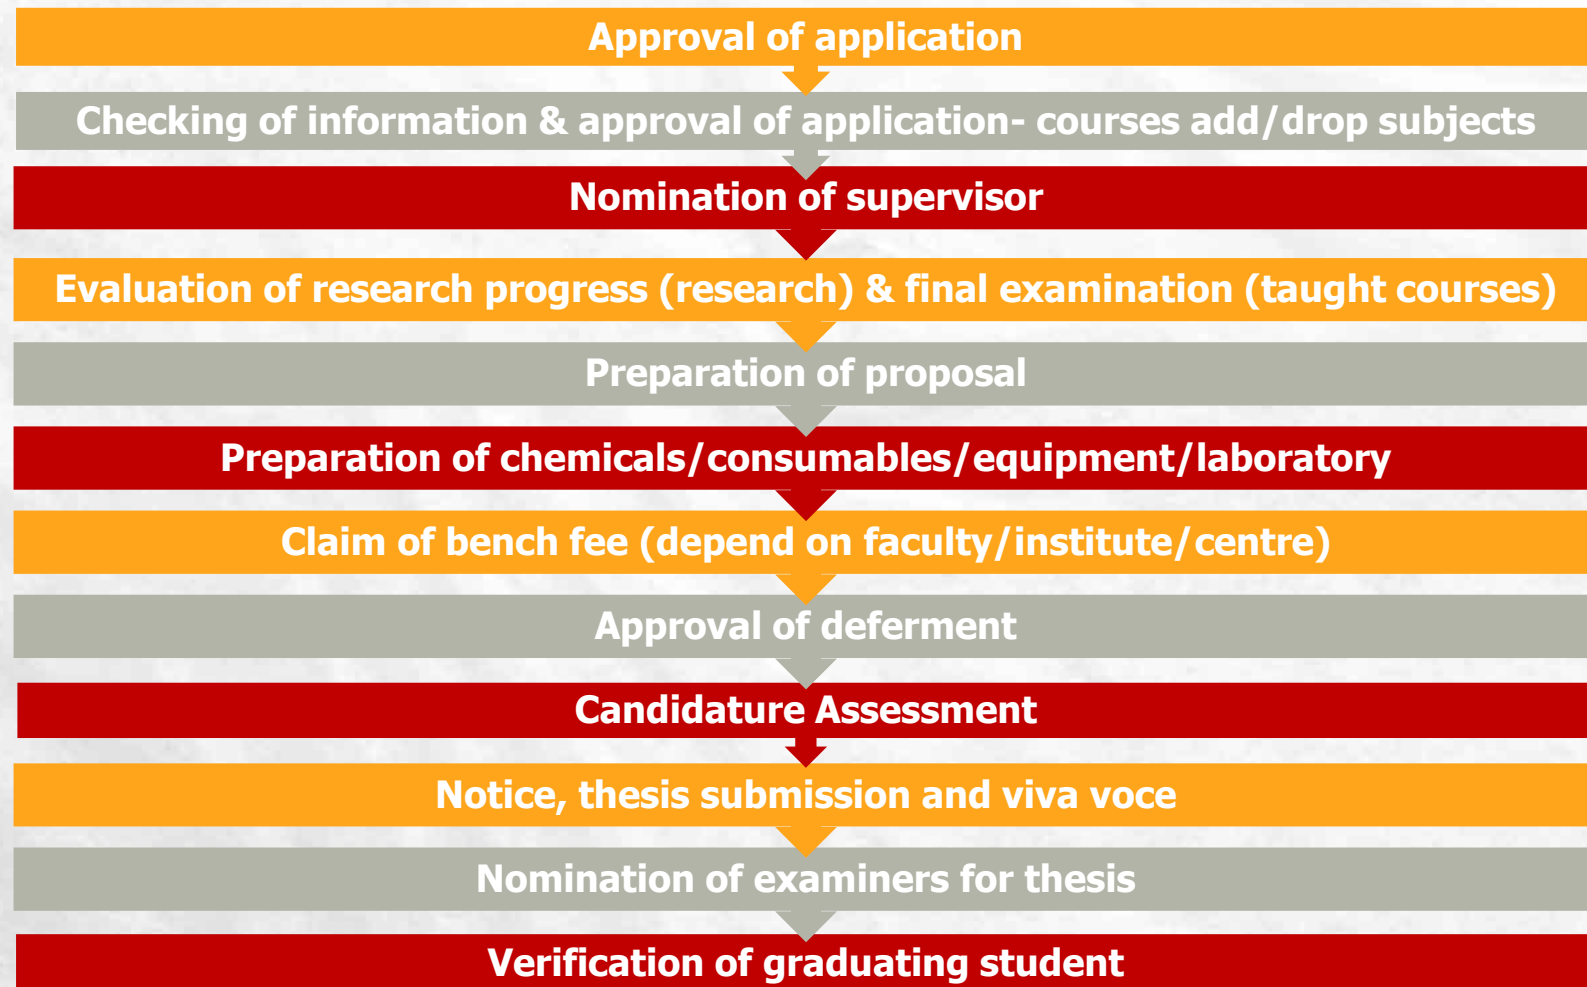 Approval of application
Checking of information & approval of application- courses add/drop subjects
Nomination of supervisor
Evaluation of research progress (research) & final examination (taught courses)
Preparation of proposal
Preparation of chemicals/consumables/equipment/laboratory
Claim of bench fee (depend on faculty/institute/centre)
Approval of deferment
Candidature Assessment
Notice, thesis submission and viva voce
Nomination of examiners for thesis
Verification of graduating student